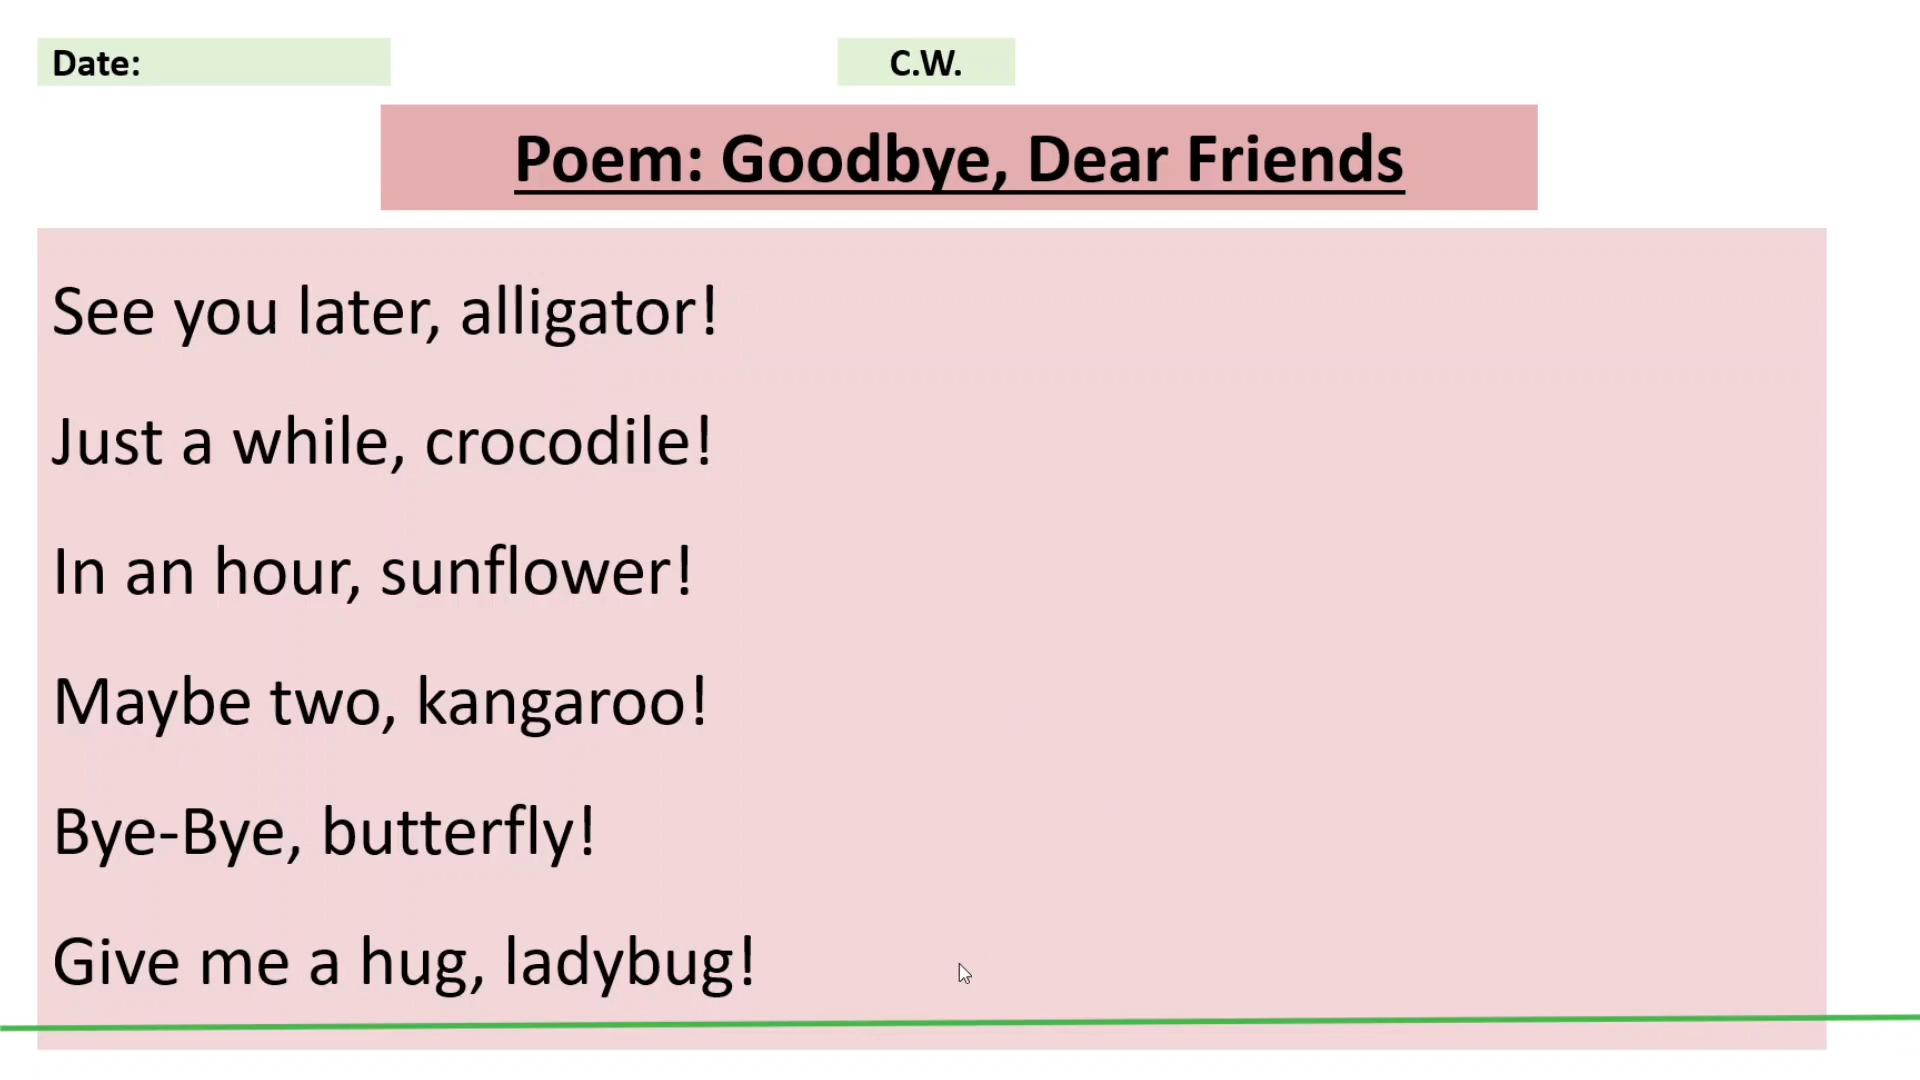 Date:
C.W.
Poem: Goodbye, Dear Friends
See you later, alligator!
Just a while, crocodile!
In an hour, sunflower!
Maybe two, kangaroo!
Bye-Bye, butterfly!
Give me a hug, ladybug!